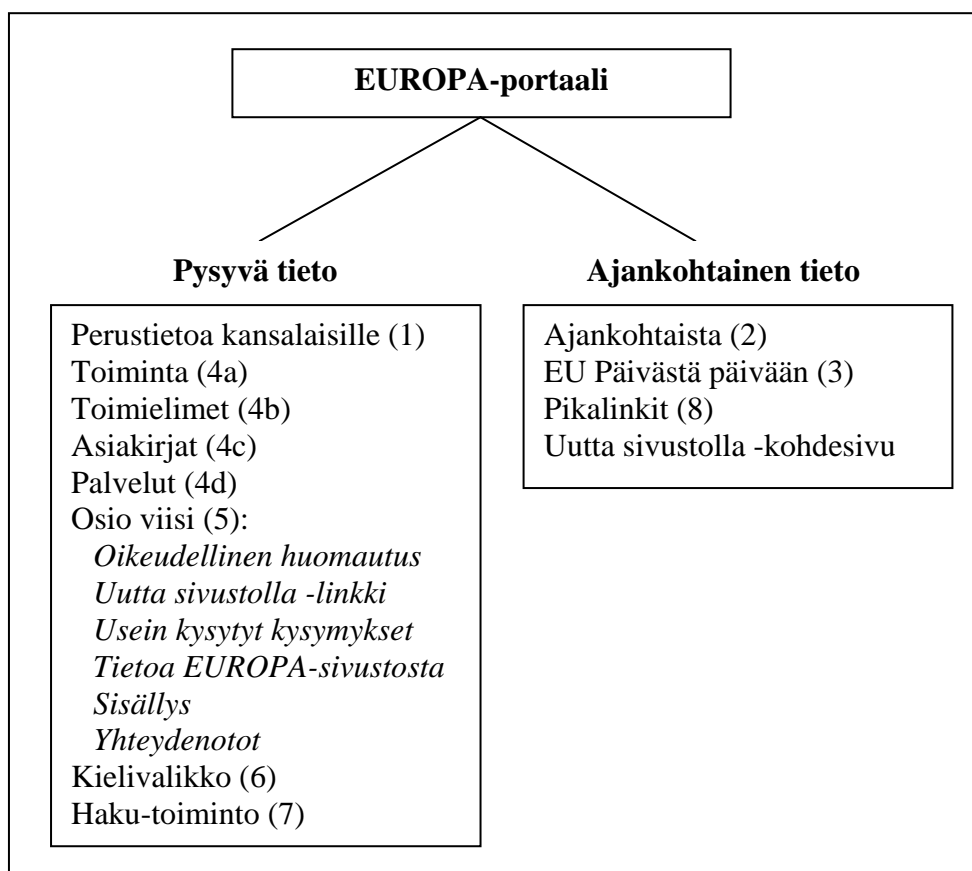 EUROPA-portaali
Pysyvä tieto
Perustietoa kansalaisille (1)
Toiminta (4a)
Toimielimet (4b)
Asiakirjat (4c)
Palvelut (4d)
Osio viisi (5):
Oikeudellinen huomautus
Uutta sivustolla -linkki
Usein kysytyt kysymykset
Tietoa EUROPA-sivustosta
Sisällys
Yhteydenotot
Kielivalikko (6)
Haku-toiminto (7)
Ajankohtainen tieto
Ajankohtaista (2)
EU Päivästä päivään (3)
Pikalinkit (8)
Uutta sivustolla -kohdesivu